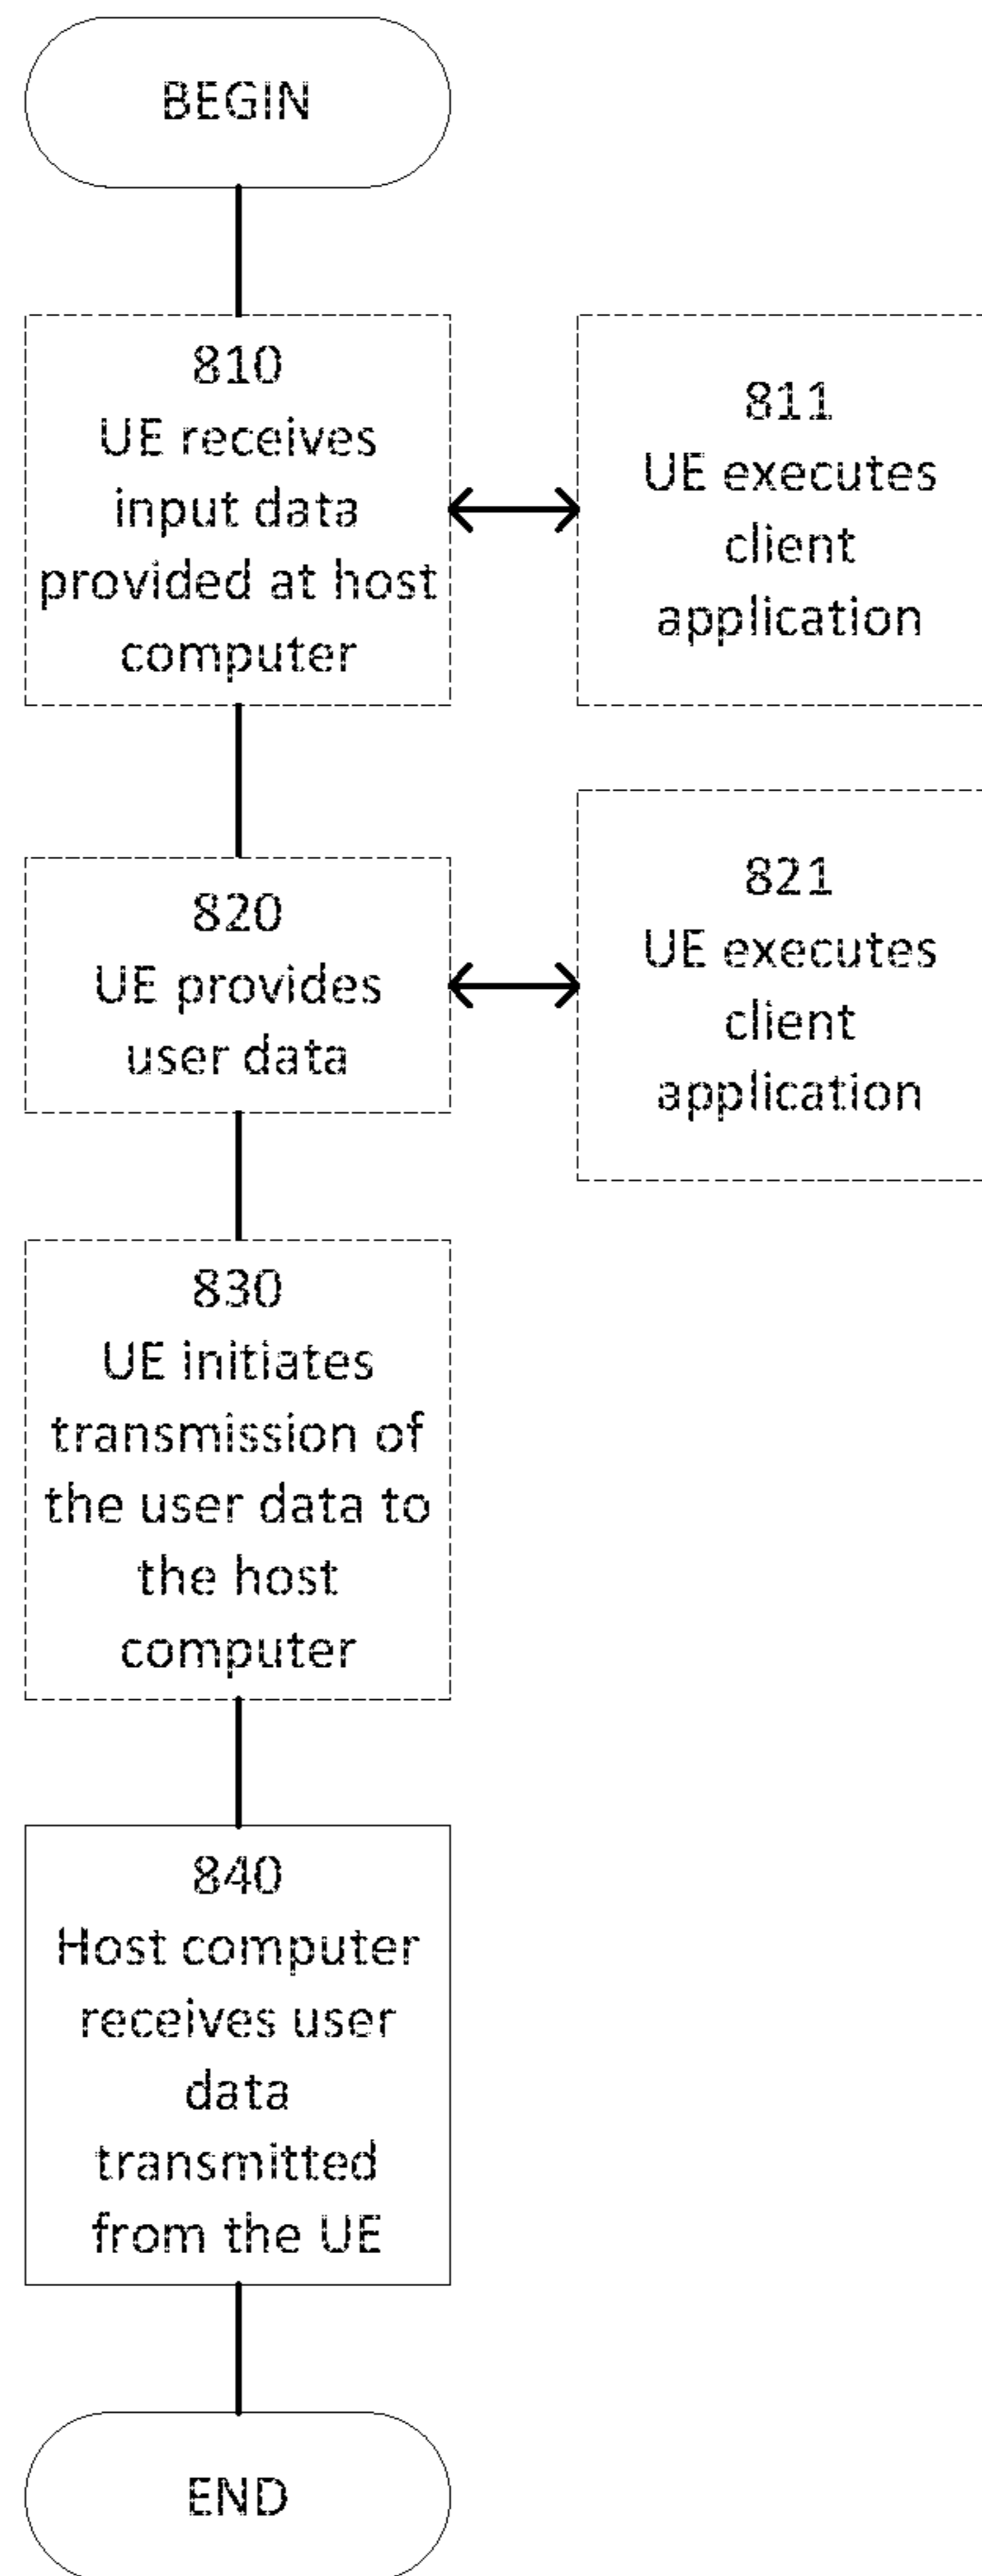 BEGIN
810
UE receives
input data
provided at host
computer
811
UE executes
client
application
820
UE provides
user data
821
UE executes
client
application
830
UE initiates
transmission of
the user data to
the host
computer
840
Host computer
receives user
data
transmitted
from the UE
END